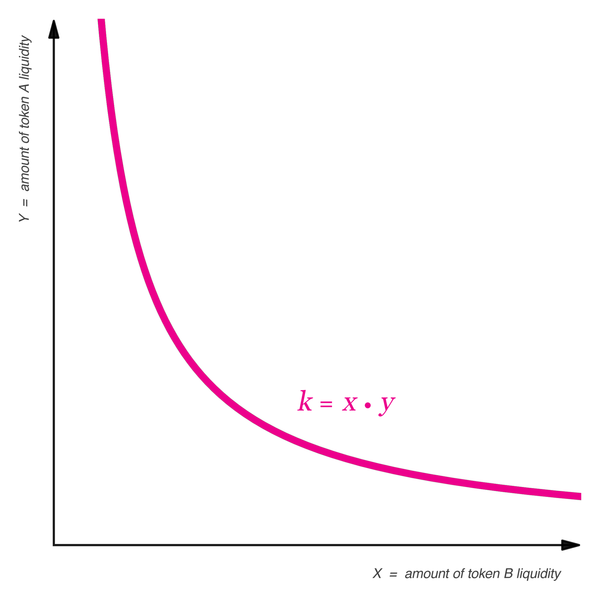 Y = amount of token A liquidity
k = x • y
X = amount of token B liquidity